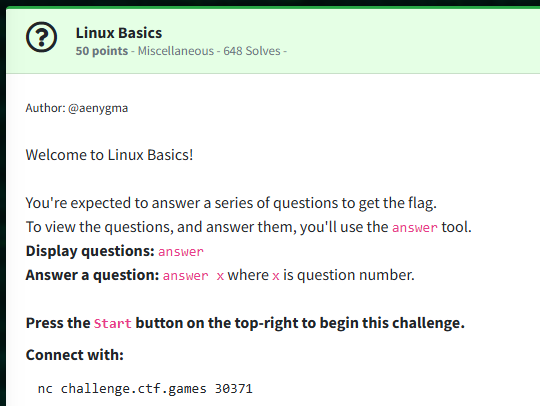 Linux Basics
50 points - Miscellaneous - 648 Solves -
Author: @aenygma
Welcome to Linux Basics!
You're expected to answer a series of questions to get the flag.
To view the questions, and answer them, you'll use the answer tool.
Display questions: answer
Answer a question: answer x where x is question number.
Press the Start button on the top-right to begin this challenge.
Connect with:
nc challenge.ctf.games 30371